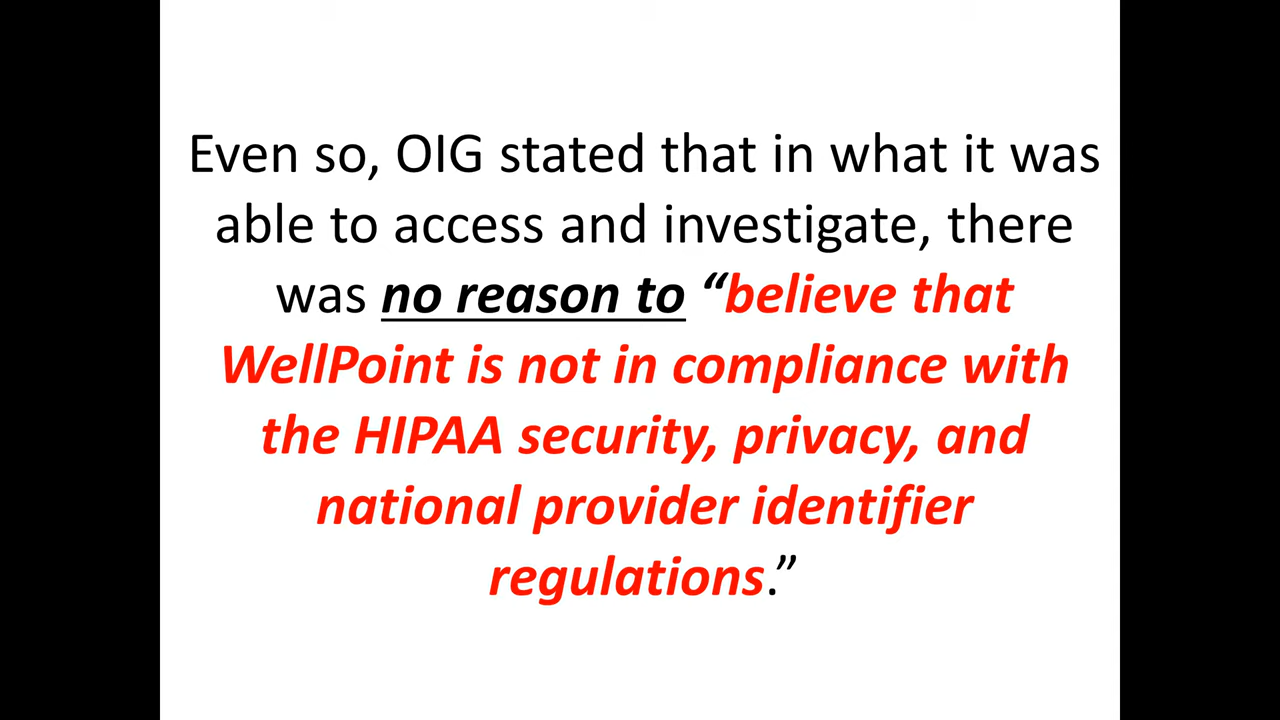 Even so, OIG stated that in what it was
able to access and investigate, there
was no reason to “believe that
WellPoint is not in compliance with
the HIPAA security, privacy, and
national provider identifier
regulations.”